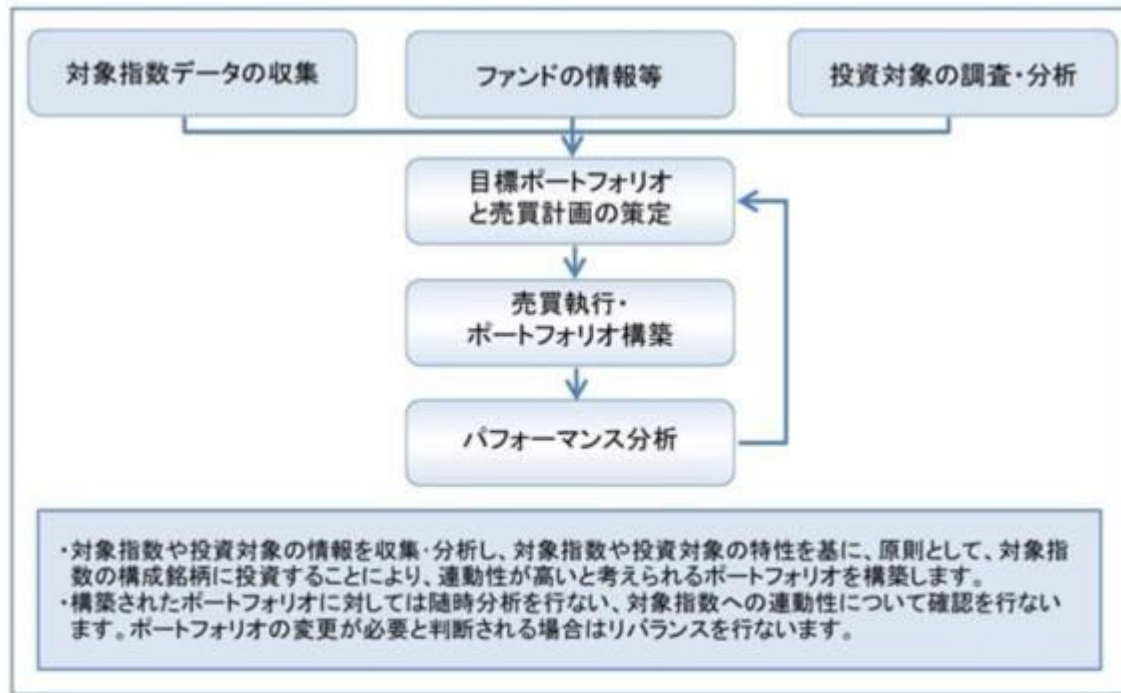 対象指数データの収集
ファンドの情報等
投資対象の調査・分析
目標ポートフォリオ
と売買計画の策定
売買執行・
ポートフォリオ構築
パフォーマンス分析
・対象指数や投資対象の情報を収集・分析し、対象指数や投資対象の特性を基に、原則として、対象指
数の構成銘柄に投資することにより、連動性が高いと考えられるポートフォリオを構築します。
・構築されたポートフォリオに対しては随時分析を行ない、対象指数への連動性について確認を行ない
ます。ポートフォリオの変更が必要と判断される場合はリバランスを行ないます。